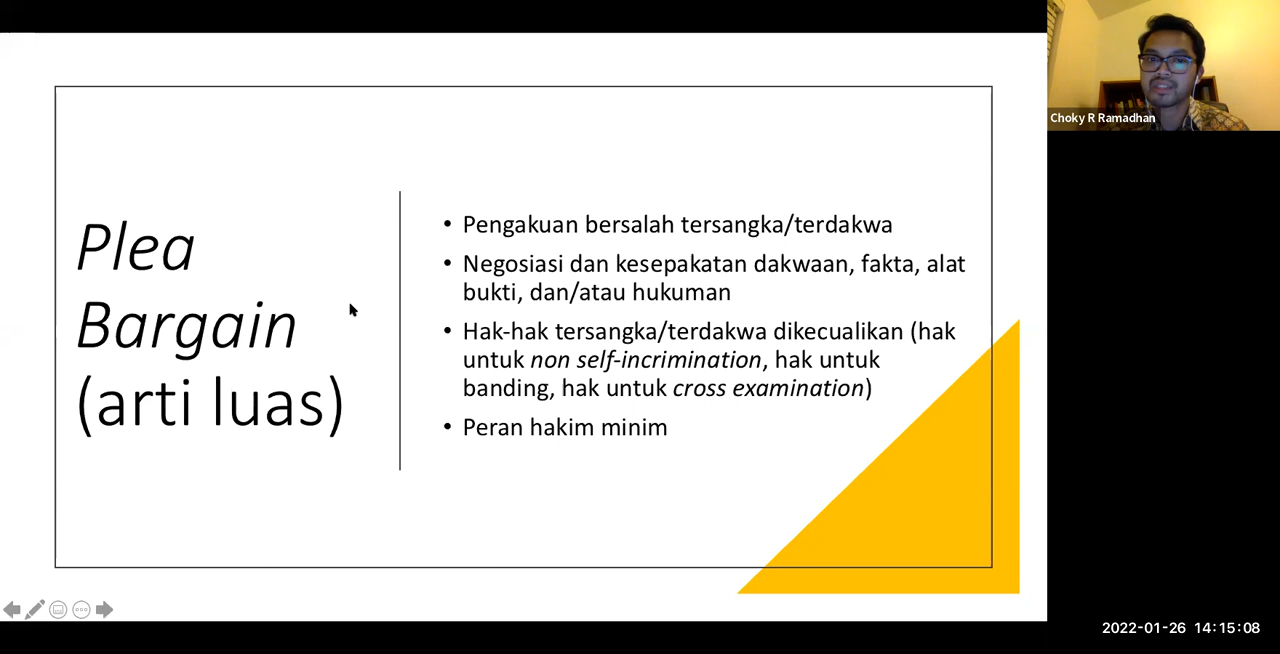 Plea
Bargain
(arti luas)
• Pengakuan bersalah tersangka/terdakwa
• Negosiasi dan kesepakatan dakwaan, fakta, alat
bukti, dan/atau hukuman
• Hak-hak tersangka/terdakwa dikecualikan (hak
untuk non self-incrimination, hak untuk
banding, hak untuk cross examination)
• Peran hakim minim
Choky R Ramadhan
2022-01-26 14:15:08